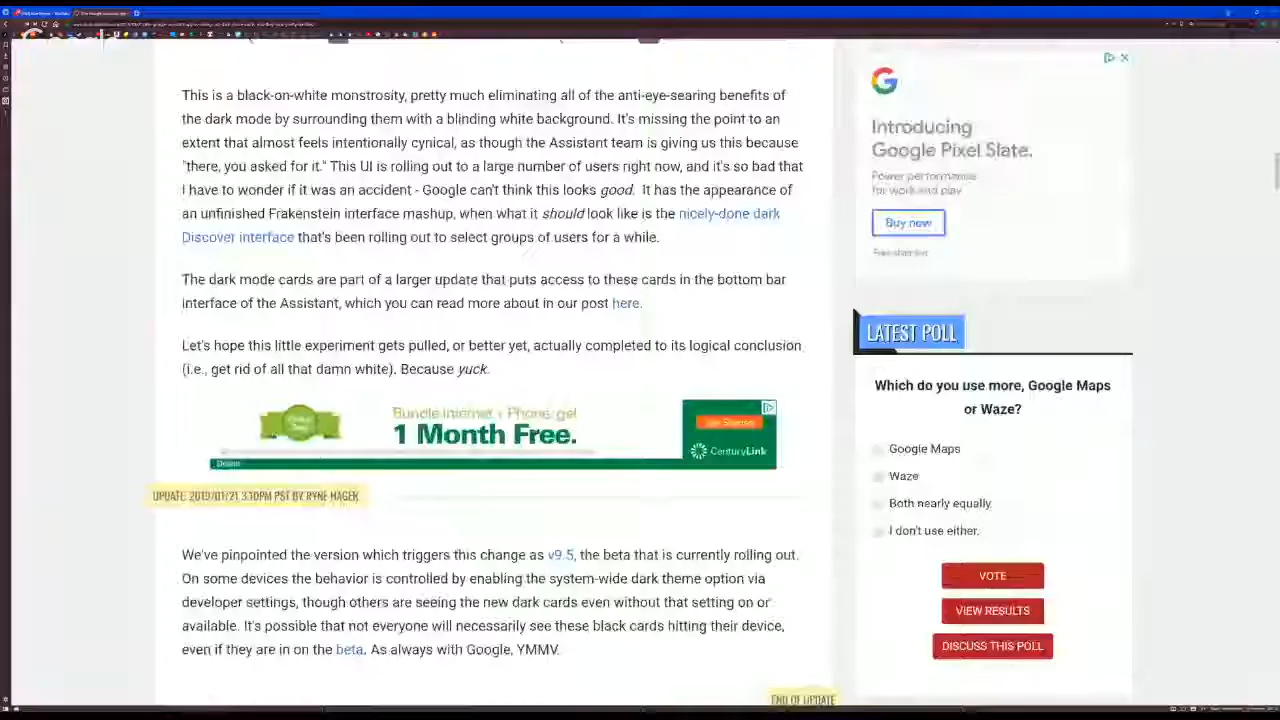 This is a black-on-white monstrosity, pretty much eliminating all of the anti-eye-searing benefits of
the dark mode by surrounding them with a blinding white background. It's missing the point to an
extent that almost feels intentionally cynical, as though the Assistant team is giving us this because
"there, you asked for it." This UI is rolling out to a large number of users right now, and it's so bad that
I have to wonder if it was an accident - Google can't think this looks good. It has the appearance of
an unfinished Frakenstein interface mashup, when what it should look like is the nicely-done dark
Discover interface that's been rolling out to select groups of users for a while.
The dark mode cards are part of a larger update that puts access to these cards in the bottom bar
interface of the Assistant, which you can read more about in our post here.
Let's hope this little experiment gets pulled, or better yet, actually completed to its logical conclusion
(i.e., get rid of all that damn white). Because yuck.
Bundle Internet + Phone, get
1 Month Free.
CenturyLink
UPDATE: 2019/01/21 3:10PM PST BY RYNE HAGER
We've pinpointed the version which triggers this change as v9.5, the beta that is currently rolling out.
On some devices the behavior is controlled by enabling the system-wide dark theme option via
developer settings, though others are seeing the new dark cards even without that setting on or
available. It's possible that not everyone will necessarily see these black cards hitting their device,
even if they are in on the beta. As always with Google, YMMV.
END OF UPDATE
Introducing
Google Pixel Slate.
Power performance
for work and play
Buy now
LATEST POLL
Which do you use more, Google Maps
or Waze?
Google Maps
Waze
Both nearly equally.
I don't use either.
VOTE
VIEW RESULTS
DISCUSS THIS POLL